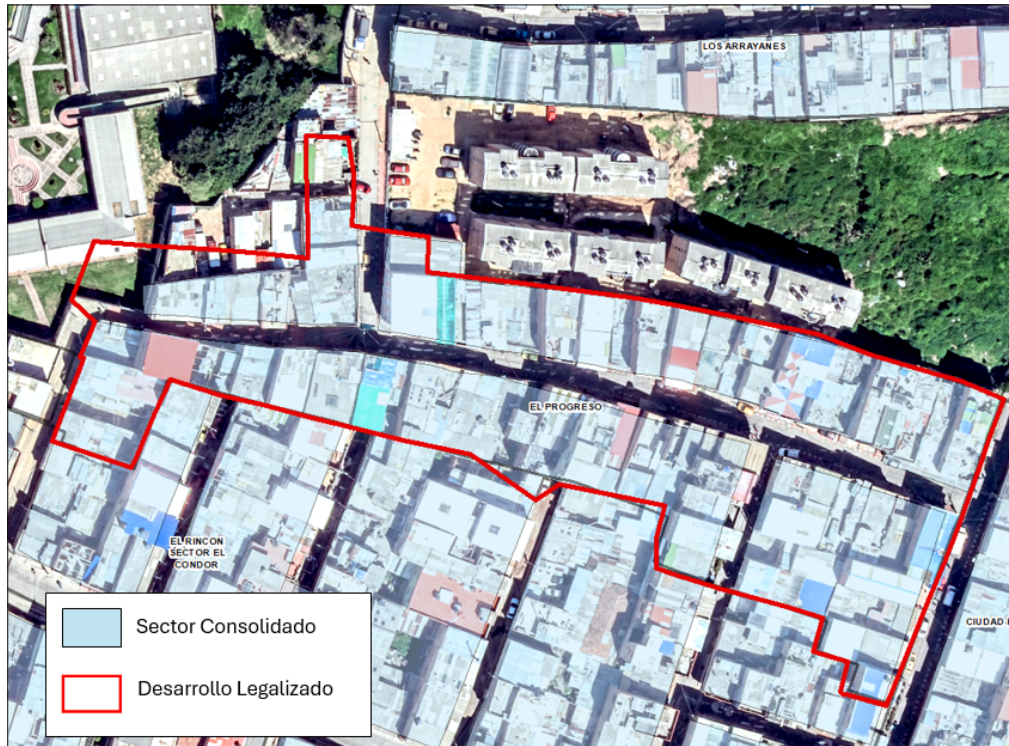 LOS ARRAYANES
EL PROGRESO
EL RINCON
SECTOR EL
CONDOR
CIUDAD
Sector Consolidado
Desarrollo Legalizado